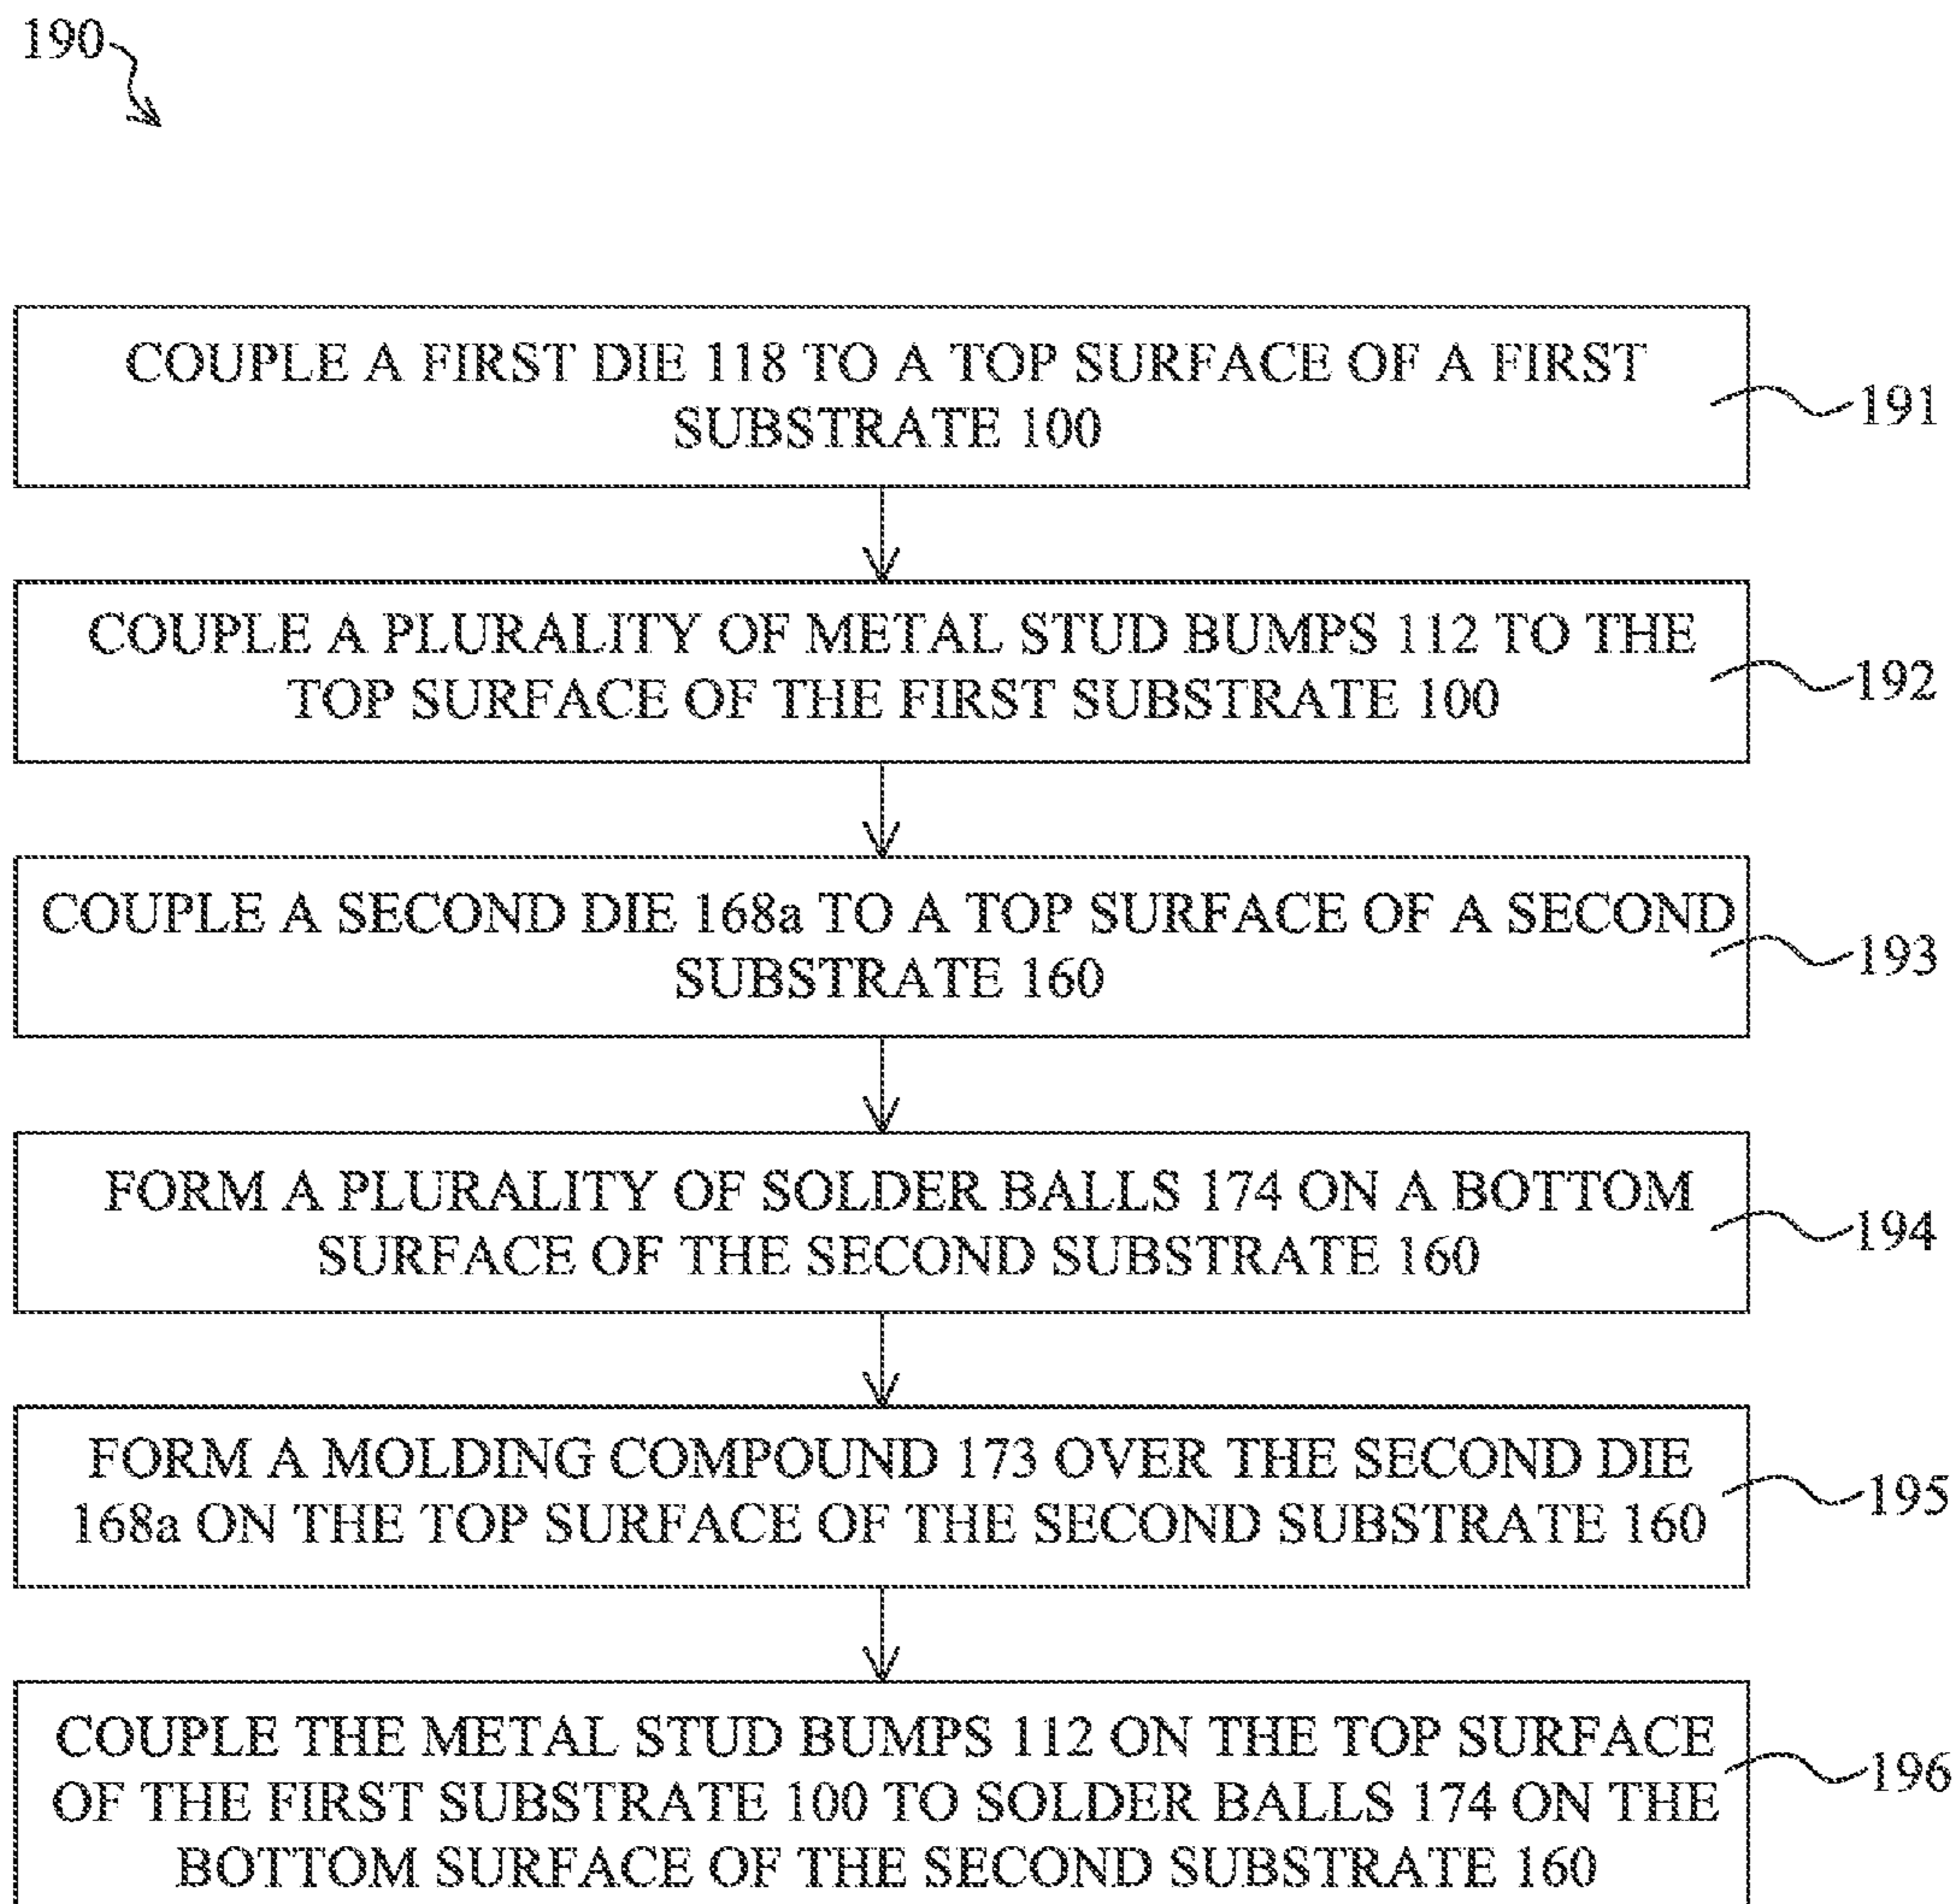 190
COUPLE A FIRST DIE 118 TO A TOP SURFACE OF A FIRST
SUBSTRATE 100
191
COUPLE A PLURALITY OF METAL STUD BUMPS 112 TO THE
TOP SURFACE OF THE FIRST SUBSTRATE 100
192
COUPLE A SECOND DIE 168a TO A TOP SURFACE OF A SECOND
SUBSTRATE 160
193
FORM A PLURALITY OF SOLDER BALLS 174 ON A BOTTOM
SURFACE OF THE SECOND SUBSTRATE 160
194
FORM A MOLDING COMPOUND 173 OVER THE SECOND DIE
168a ON THE TOP SURFACE OF THE SECOND SUBSTRATE 160
195
COUPLE THE METAL STUD BUMPS 112 ON THE TOP SURFACE
OF THE FIRST SUBSTRATE 100 TO SOLDER BALLS 174 ON THE
BOTTOM SURFACE OF THE SECOND SUBSTRATE 160
196